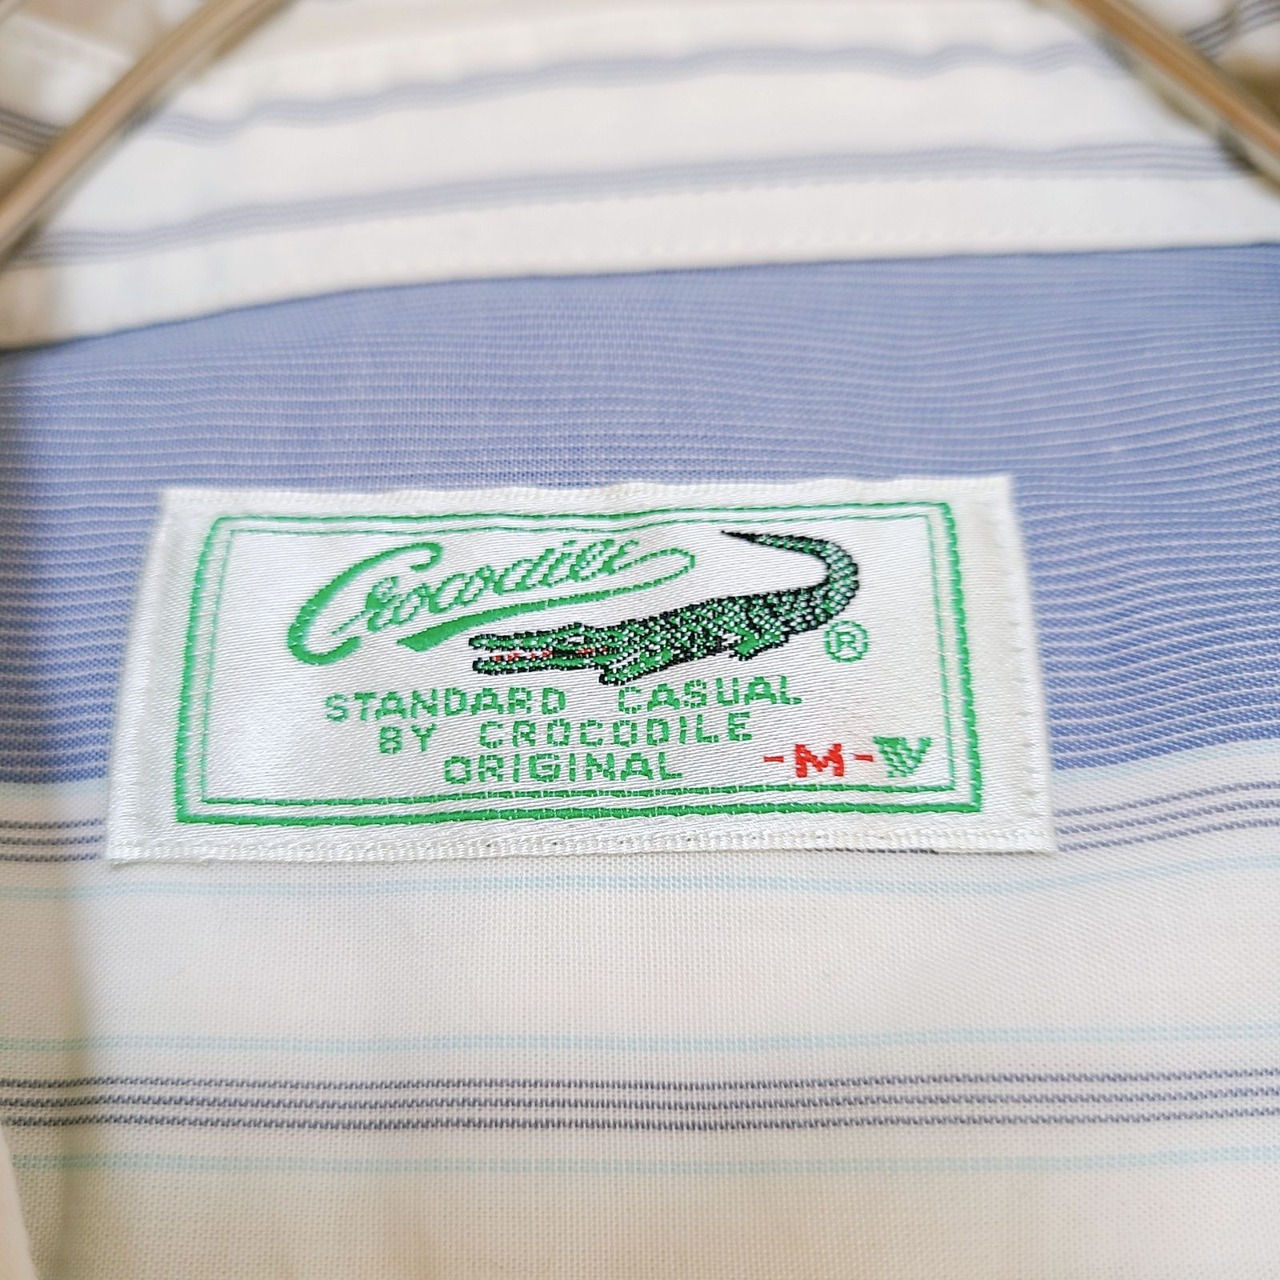 Crocodile
®
STANDARD CASUAL
BY CROCODILE
ORIGINAL -M-